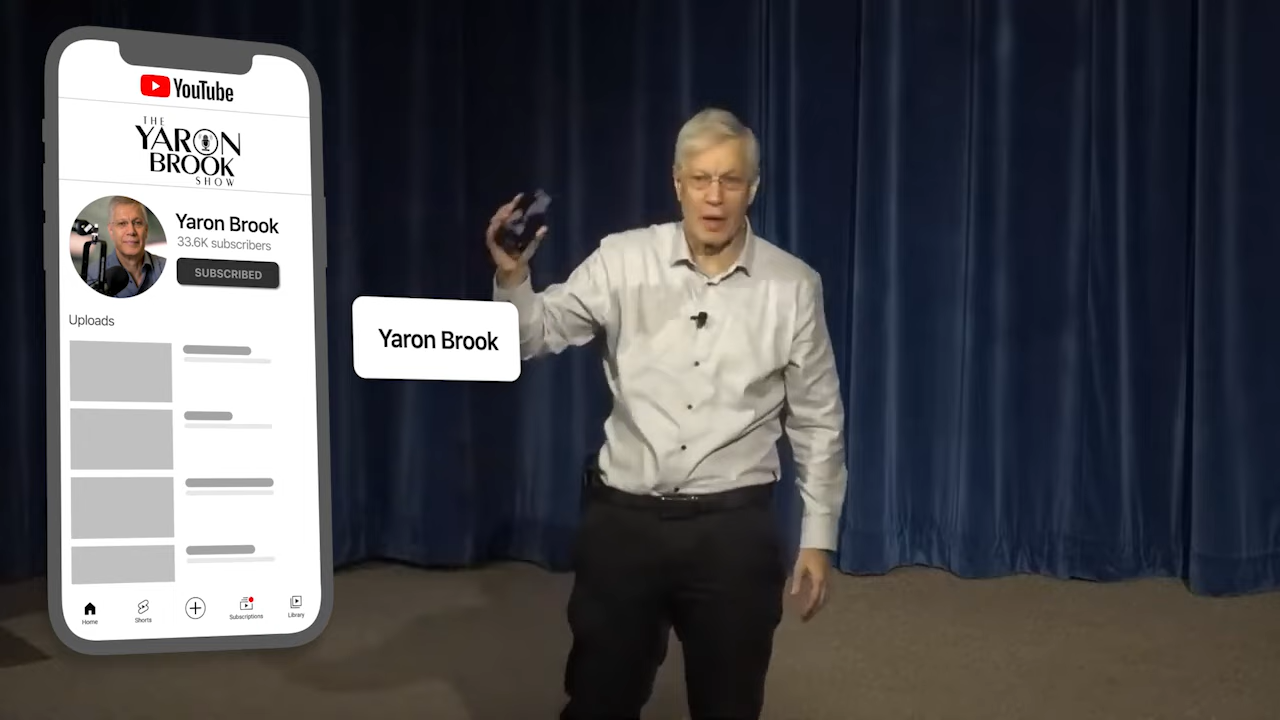 YouTube
THE
YARON
BROOK
SHOW
Yaron Brook
33.6K subscribers
SUBSCRIBED
Uploads
Home
Shorts
Subscriptions
Library
Yaron Brook